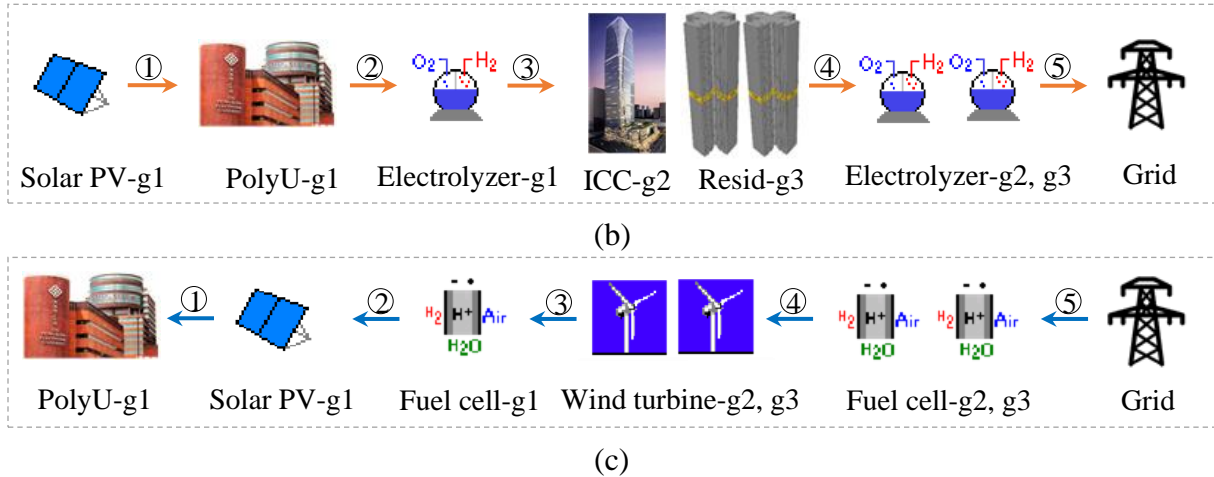 ① ② O₂ H₂ ③ ④ O₂ H₂ O₂ H₂ ⑤
Solar PV-g1 PolyU-g1 Electrolyzer-g1 ICC-g2 Resid-g3 Electrolyzer-g2, g3 Grid
(b)
① ② - • ③ ④ - • - • ⑤
H₂ H⁺ Air H₂ H⁺ Air H₂ H⁺ Air
H₂O H₂O H₂O
PolyU-g1 Solar PV-g1 Fuel cell-g1 Wind turbine-g2, g3 Fuel cell-g2, g3 Grid
(c)